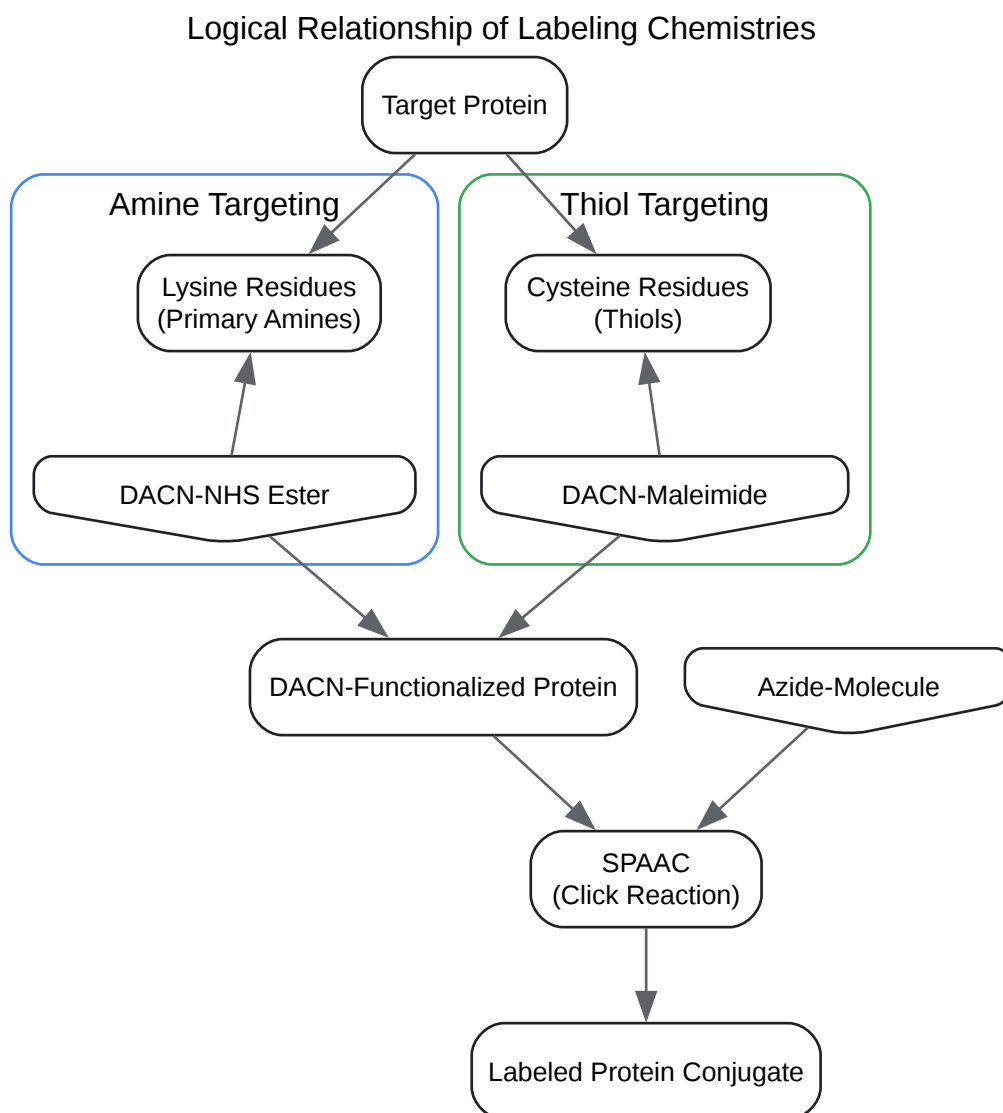 Logical Relationship of Labeling Chemistries
Target Protein
Amine Targeting
Thiol Targeting
Lysine Residues
(Primary Amines)
Cysteine Residues
(Thiols)
DACN-NHS Ester
DACN-Maleimide
DACN-Functionalized Protein
Azide-Molecule
SPAAC
(Click Reaction)
Labeled Protein Conjugate